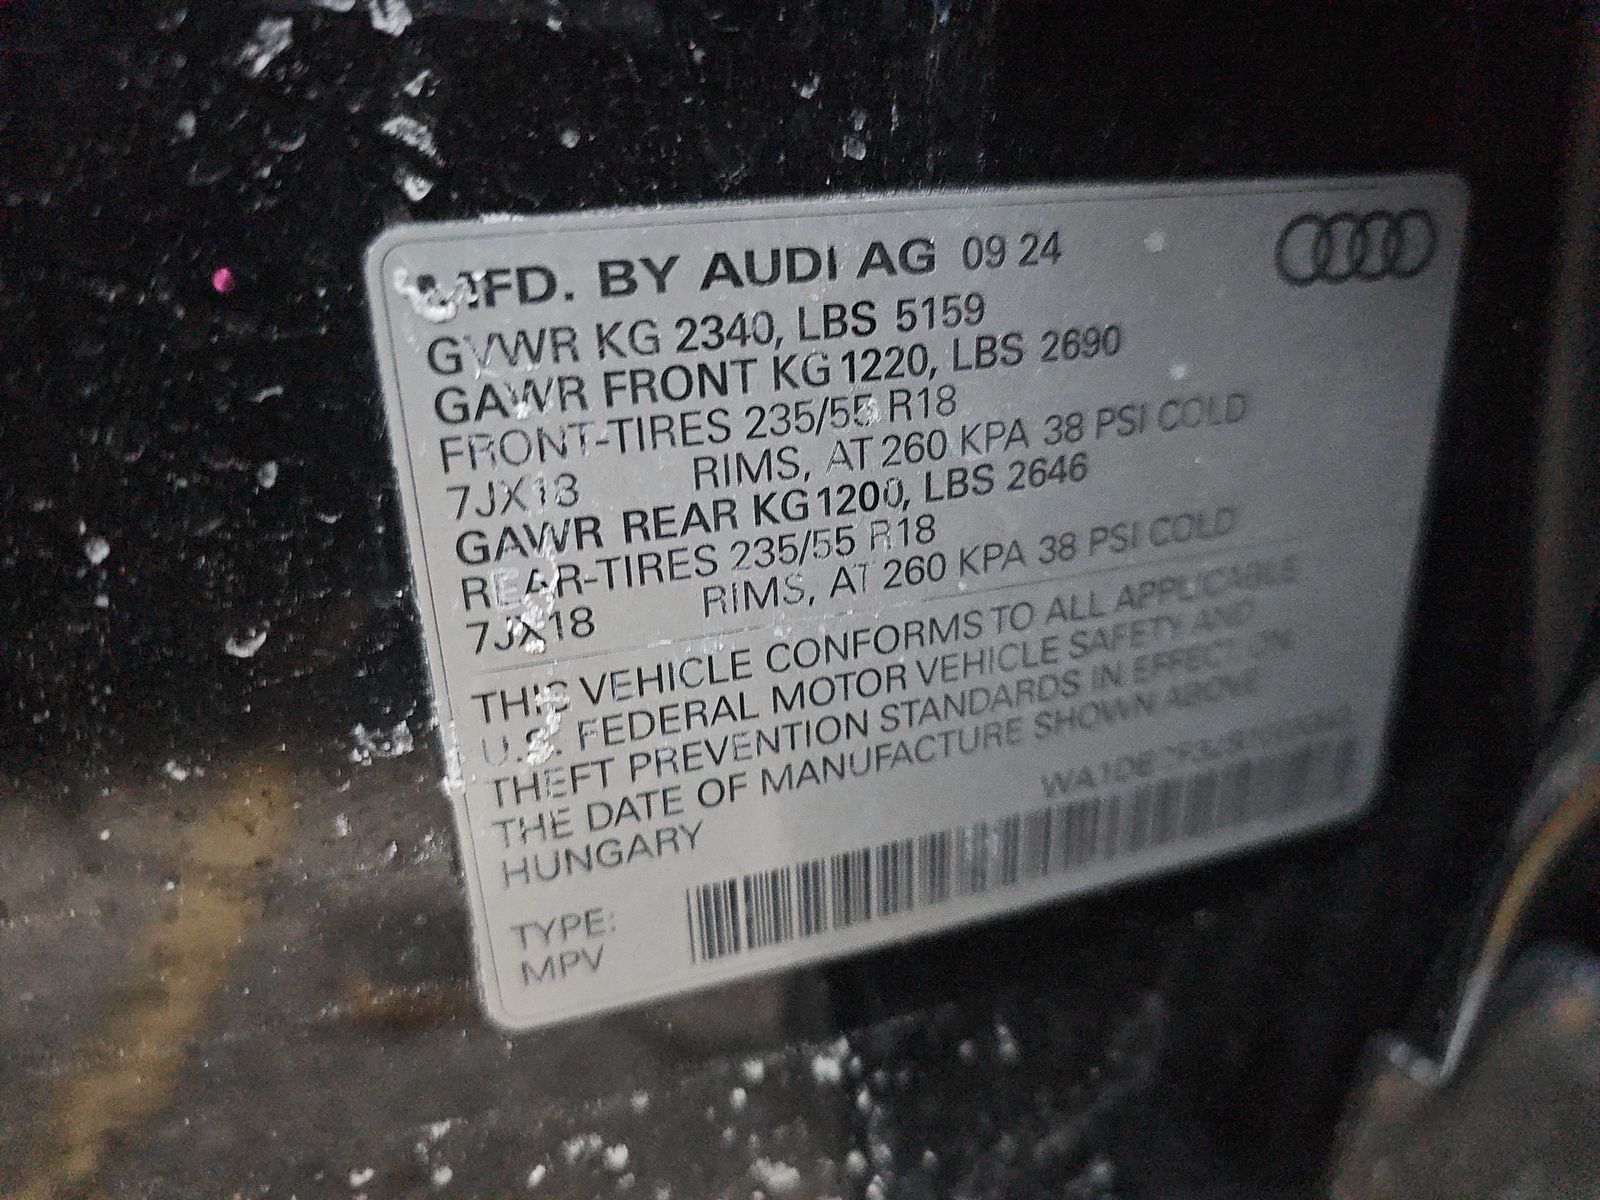 MFD. BY AUDI AG 09 24
GVWR KG 2340, LBS 5159
GAWR FRONT KG 1220, LBS 2690
FRONT-TIRES 235/55 R18
7JX18 RIMS, AT 260 KPA 38 PSI COLD
GAWR REAR KG 1200, LBS 2646
REAR-TIRES 235/55 R18
7JX18 RIMS, AT 260 KPA 38 PSI COLD
THIS VEHICLE CONFORMS TO ALL APPLICABLE
U.S. FEDERAL MOTOR VEHICLE SAFETY AND
THEFT PREVENTION STANDARDS IN EFFECT ON
THE DATE OF MANUFACTURE SHOWN ABOVE
HUNGARY
TYPE:
MPV